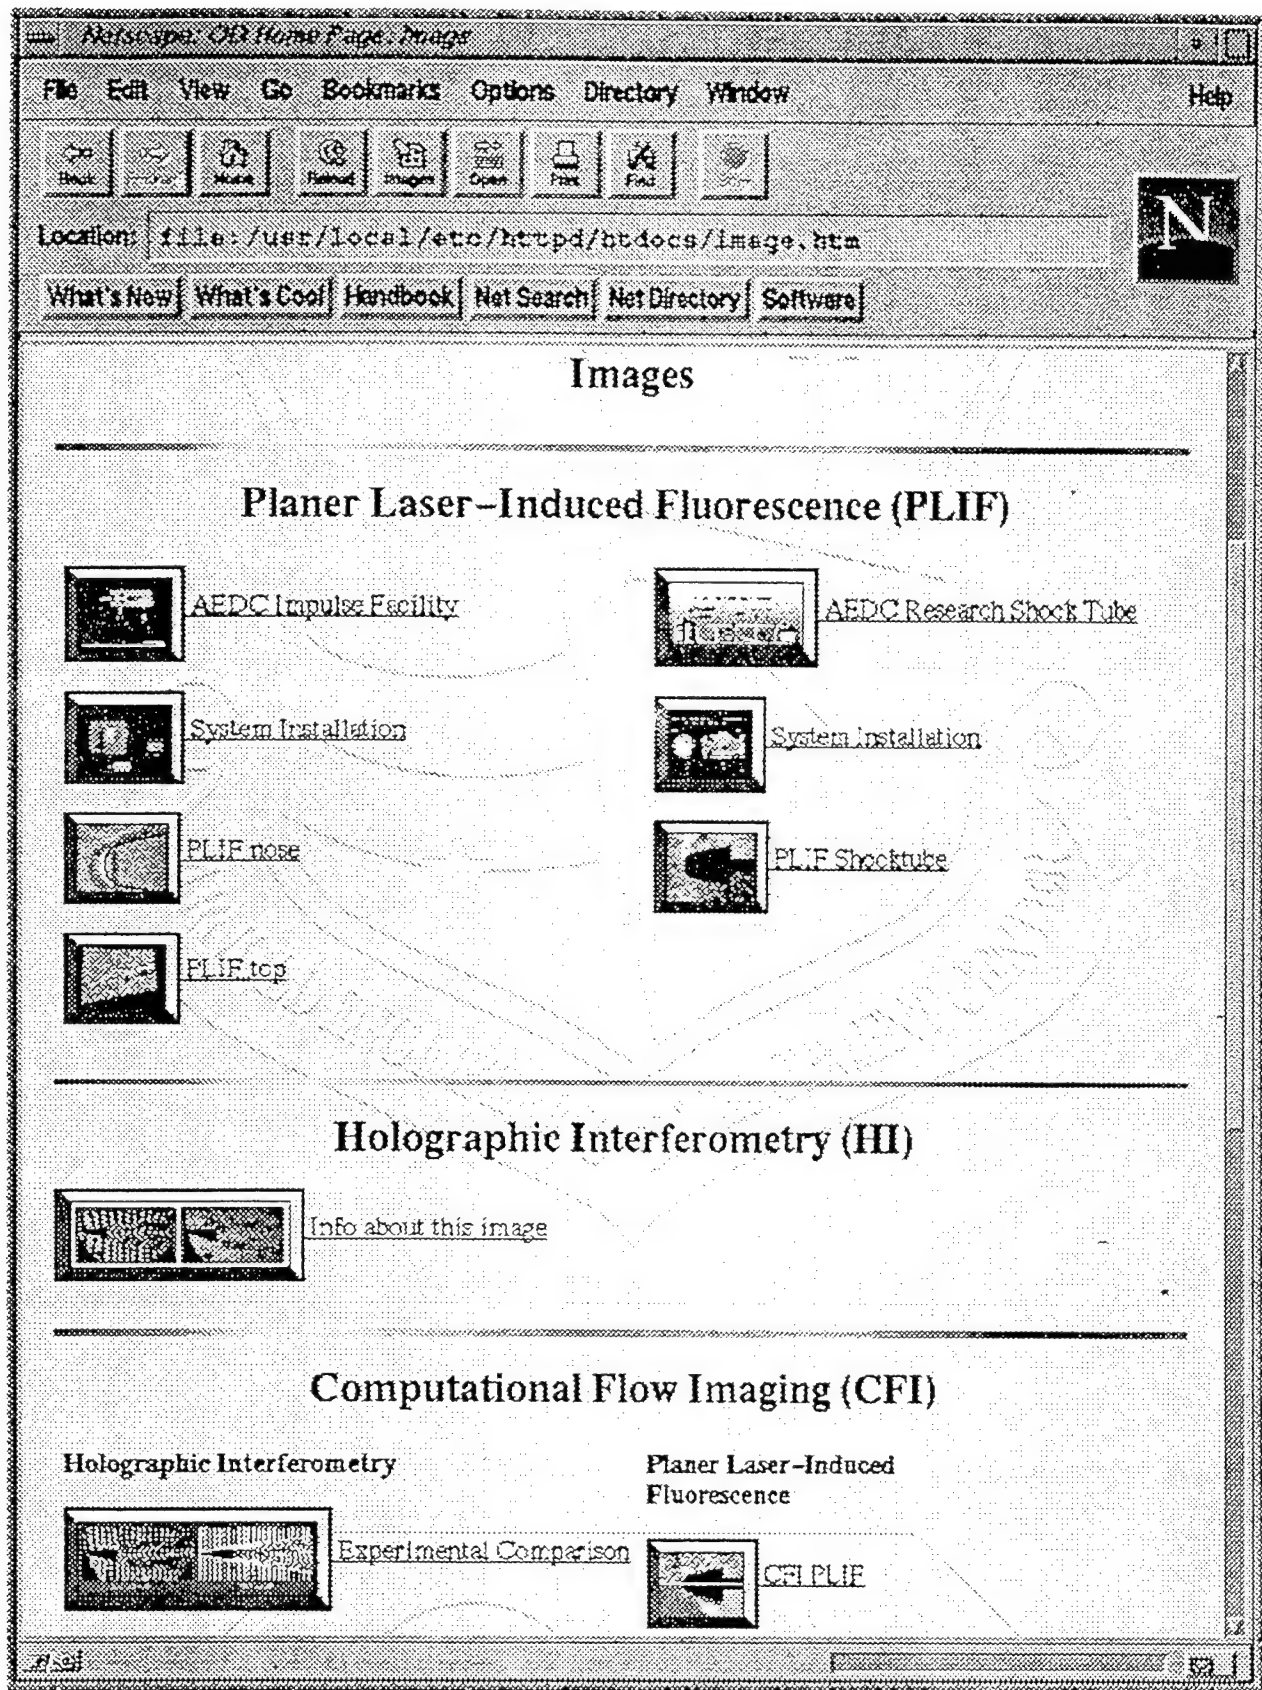 Netscape: OD Home Page, Image
File Edit View Go Bookmarks Options Directory Window Help
Back Home Reload Images Open Print Find
Location: file:/usr/local/etc/httpd/htdocs/image.htm
N
What's New What's Cool Handbook Net Search Net Directory Software
Images
Planer Laser-Induced Fluorescence (PLIF)
AEDC Impulse Facility AEDC Research Shock Tube
System Installation System Installation
PLIF nose PLIF Shocktube
PLIF top
Holographic Interferometry (HI)
Info about this image
Computational Flow Imaging (CFI)
Holographic Interferometry Planer Laser-Induced
Fluorescence
Experimental Comparison CFI PLIF